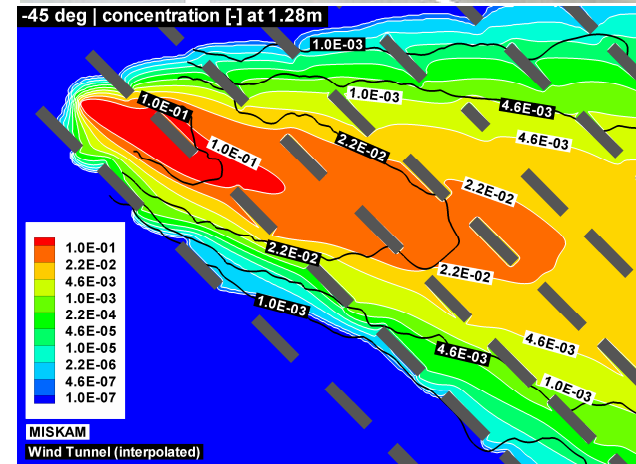 -45 deg | concentration [-] at 1.28m
1.0E-03
1.0E-01
1.0E-03
4.6E-03
4.6E-03
1.0E-01
2.2E-02
2.2E-02
2.2E-02
2.2E-02
1.0E-03
4.6E-03
4.6E-03
1.0E-03
1.0E-01
2.2E-02
4.6E-03
1.0E-03
2.2E-04
4.6E-05
1.0E-05
2.2E-06
4.6E-07
1.0E-07
MISKAM
Wind Tunnel (interpolated)